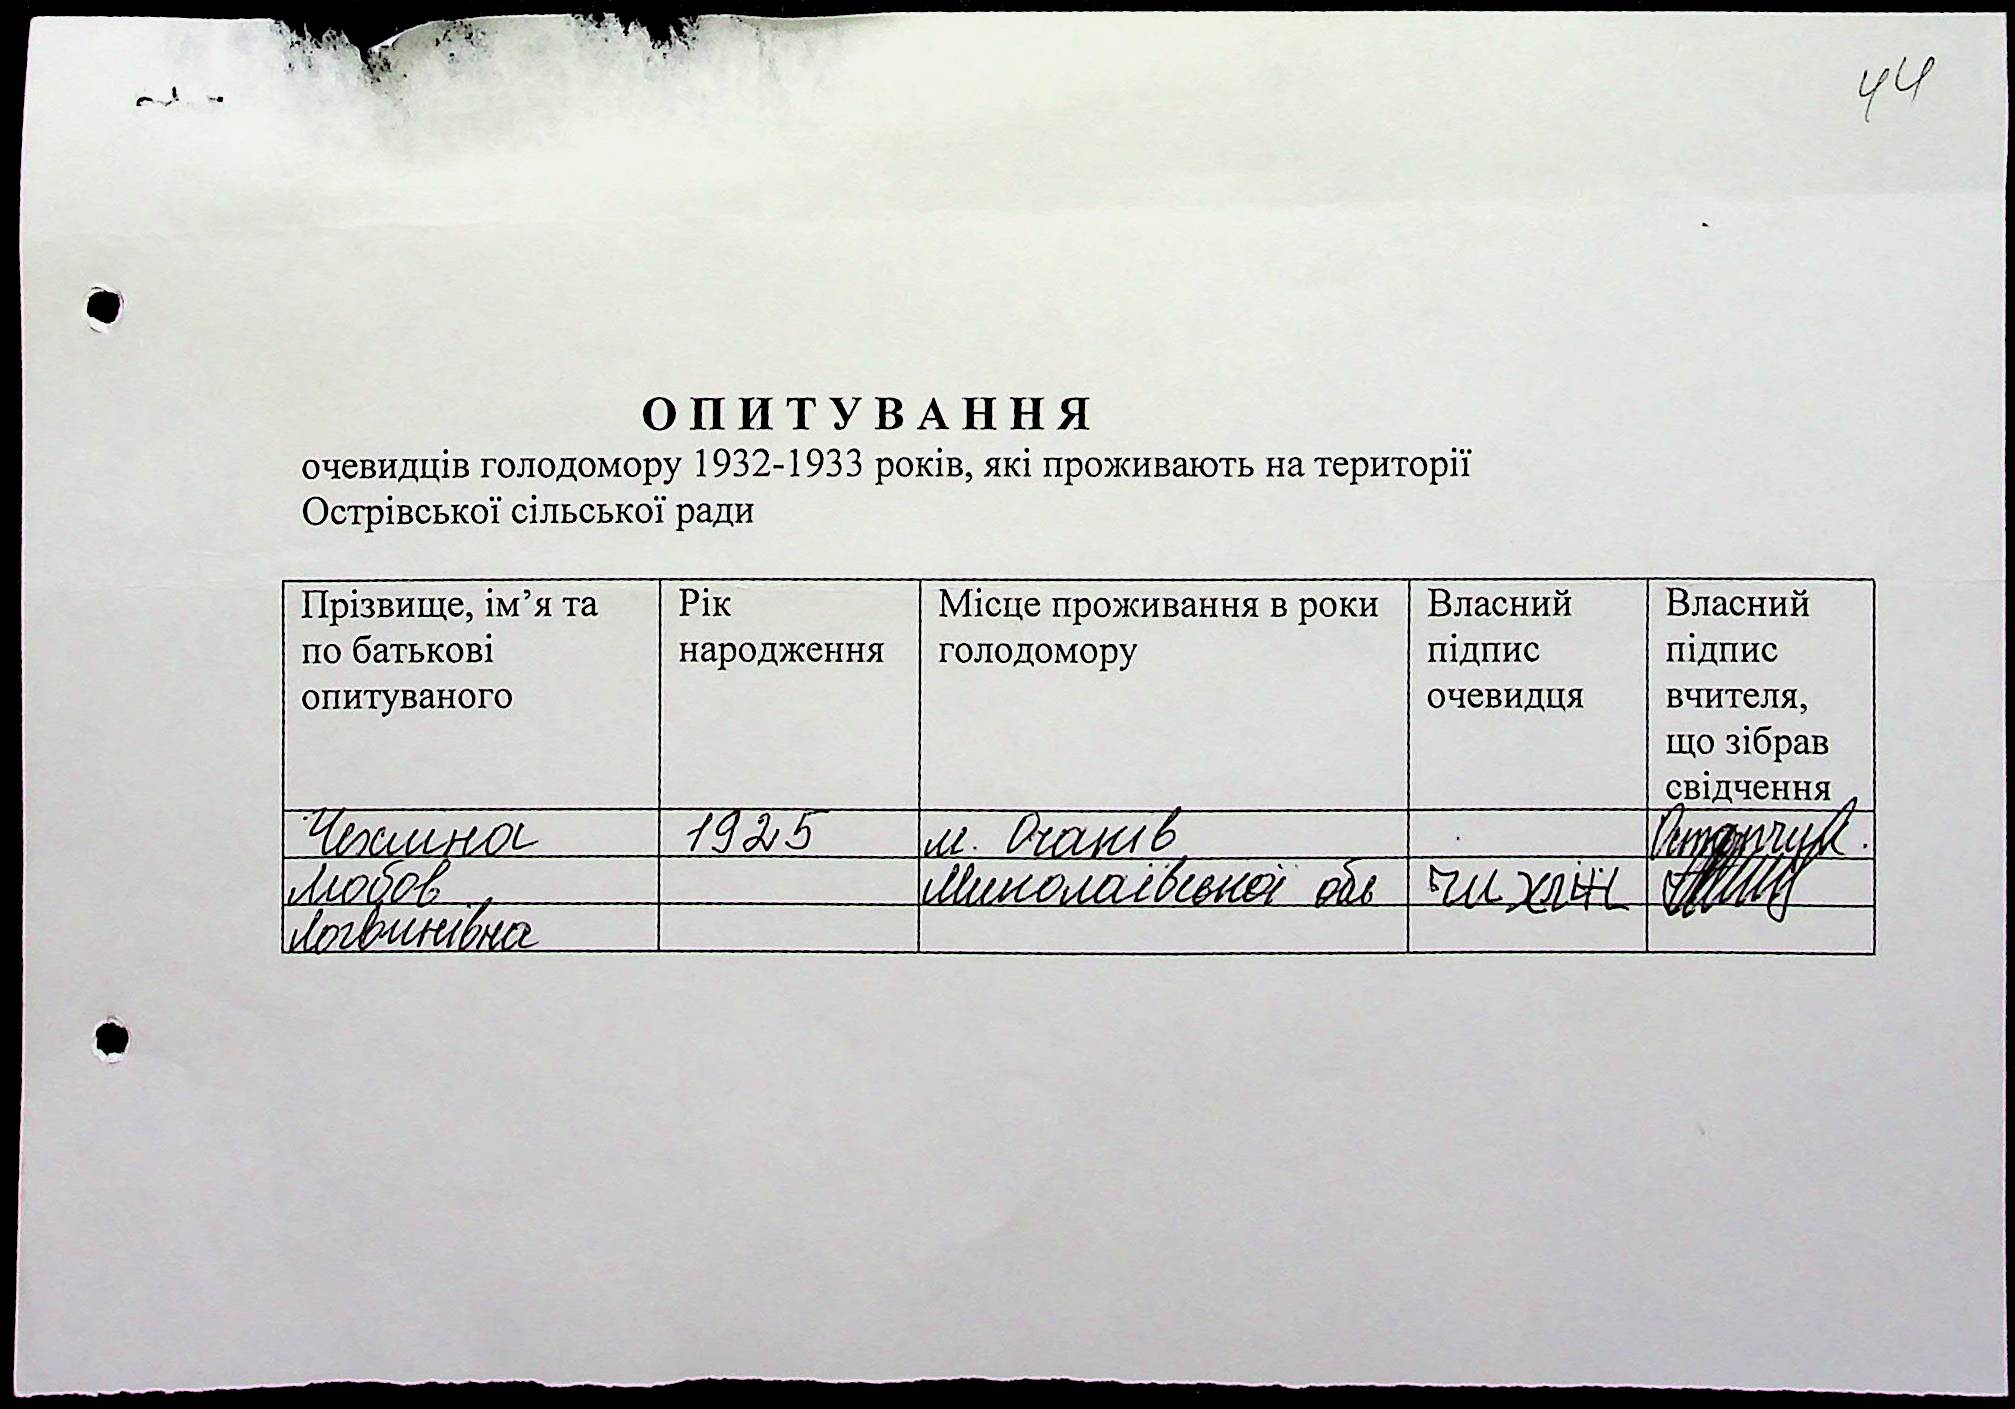 44
ОПИТУВАННЯ
очевидців голодомору 1932-1933 років, які проживають на території
Острівської сільської ради
Прізвище, ім’я та
по батькові
опитуваного
Рік
народження
Місце проживання в роки
голодомору
Власний
підпис
очевидця
Власний
підпис
вчителя,
що зібрав
свідчення
1925
м. Очаків
Остапчук.
Любов
Миколаївської обл
Логвинівна